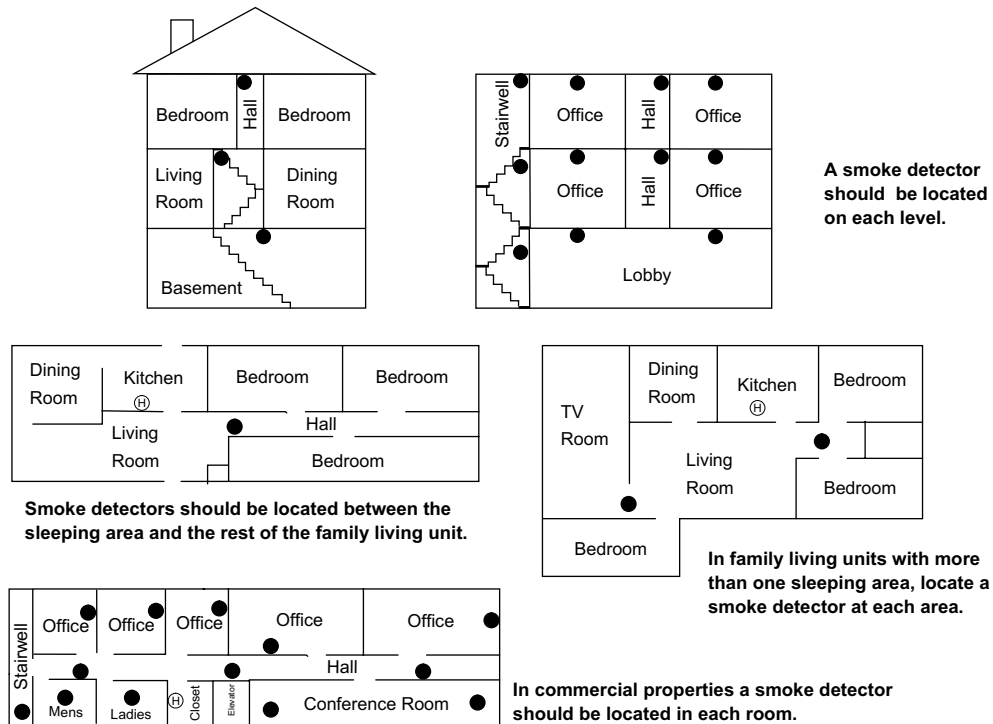 Bedroom
Hall
Bedroom
Living
Room
Dining
Room
Basement
Stairwell
Office
Hall
Office
Office
Hall
Office
Lobby
A smoke detector
should be located
on each level.
Dining
Room
Kitchen
H
Bedroom
Bedroom
Living
Room
Hall
Bedroom
Smoke detectors should be located between the
sleeping area and the rest of the family living unit.
TV
Room
Dining
Room
Kitchen
H
Bedroom
Living
Room
Bedroom
Bedroom
In family living units with more
than one sleeping area, locate a
smoke detector at each area.
Stairwell
Office
Office
Office
Office
Office
Hall
Mens
Ladies
H
Closet
Elevator
Conference Room
In commercial properties a smoke detector
should be located in each room.